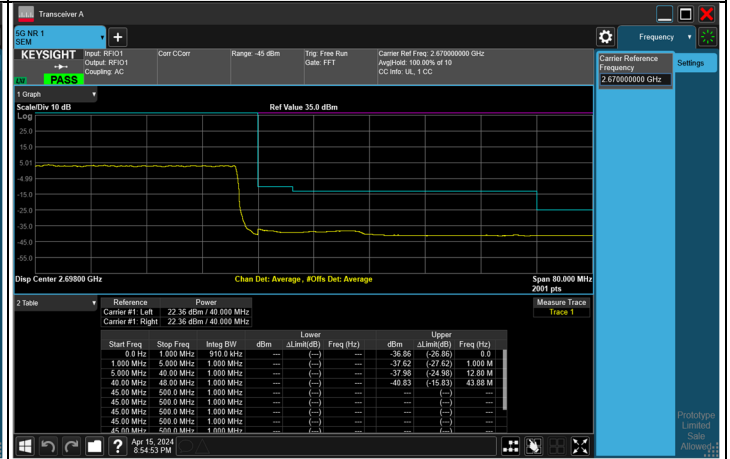 Transceiver A
5G NR 1
SEM
Frequency
KEYSIGHT
LXI
PASS
Input: RFIO1
Output: RFIO1
Coupling: AC
Corr CCorr
Range: -45 dBm
Trig: Free Run
Gate: FFT
Carrier Ref Freq: 2.670000000 GHz
Avg|Hold: 100.00% of 10
CC Info: UL, 1 CC
Carrier Reference
Frequency
2.670000000 GHz
Settings
1 Graph
Scale/Div 10 dB
Ref Value 35.0 dBm
Log
25.0
15.0
5.01
-4.99
-15.0
-25.0
-35.0
-45.0
-55.0
Disp Center 2.69800 GHz
Chan Det: Average, #Offs Det: Average
Span 80.000 MHz
2001 pts
2 Table
Reference Power
Carrier #1: Left 22.36 dBm / 40.000 MHz
Carrier #1: Right 22.36 dBm / 40.000 MHz
Measure Trace
Trace 1
Lower Upper
Start Freq Stop Freq Integ BW dBm ΔLimit(dB) Freq (Hz) dBm ΔLimit(dB) Freq (Hz)
0.0 Hz 1.000 MHz 910.0 kHz --- (---) --- -36.86 (-26.86) 0.0
1.000 MHz 5.000 MHz 1.000 MHz --- (---) --- -37.62 (-27.62) 1.000 M
5.000 MHz 40.00 MHz 1.000 MHz --- (---) --- -37.98 (-24.98) 12.80 M
40.00 MHz 48.00 MHz 1.000 MHz --- (---) --- -40.83 (-15.83) 43.88 M
45.00 MHz 500.0 MHz 1.000 MHz --- (---) --- --- (---) ---
45.00 MHz 500.0 MHz 1.000 MHz --- (---) --- --- (---) ---
45.00 MHz 500.0 MHz 1.000 MHz --- (---) --- --- (---) ---
45.00 MHz 500.0 MHz 1.000 MHz --- (---) --- --- (---) ---
45.00 MHz 500.0 MHz 1.000 MHz --- (---) --- --- (---) ---
Apr 15, 2024
8:54:53 PM
Prototype
Limited
Sale
Allowed